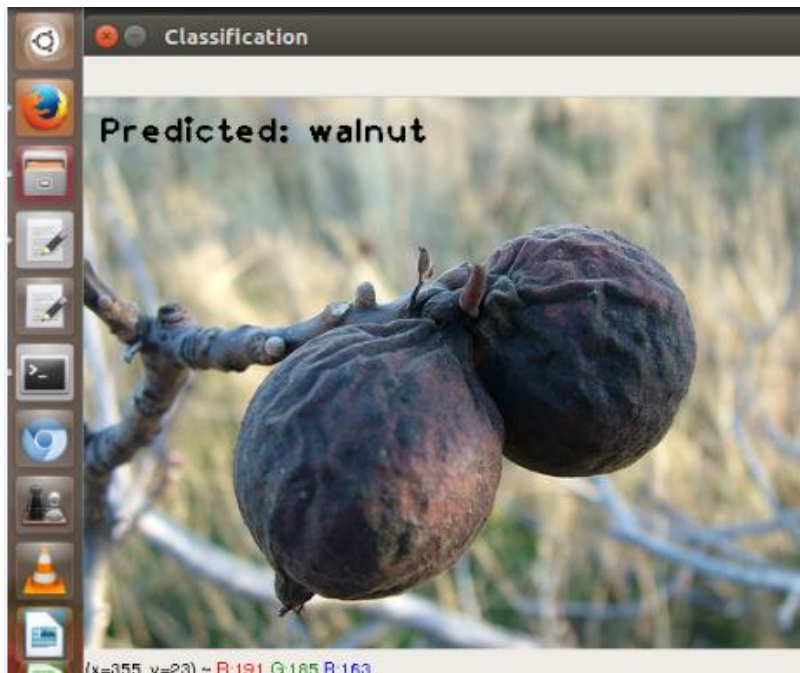 Classification
Predicted: walnut
(x=355, y=23) ~ R:191 G:185 B:163